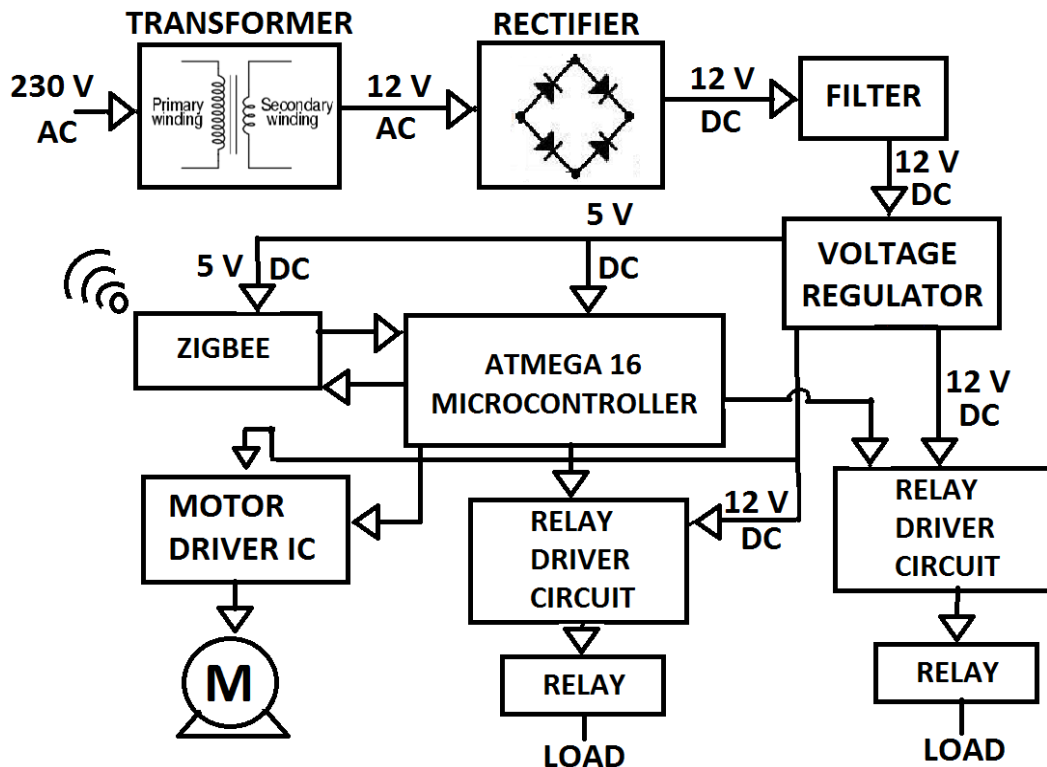 TRANSFORMER
RECTIFIER
230 V
AC
Primary
winding
Secondary
winding
12 V
AC
12 V
DC
FILTER
12 V
DC
5 V
VOLTAGE
REGULATOR
5 V
DC
DC
ZIGBEE
ATMEGA 16
MICROCONTROLLER
12 V
DC
MOTOR
DRIVER IC
RELAY
DRIVER
CIRCUIT
12 V
DC
RELAY
DRIVER
CIRCUIT
M
RELAY
LOAD
RELAY
LOAD